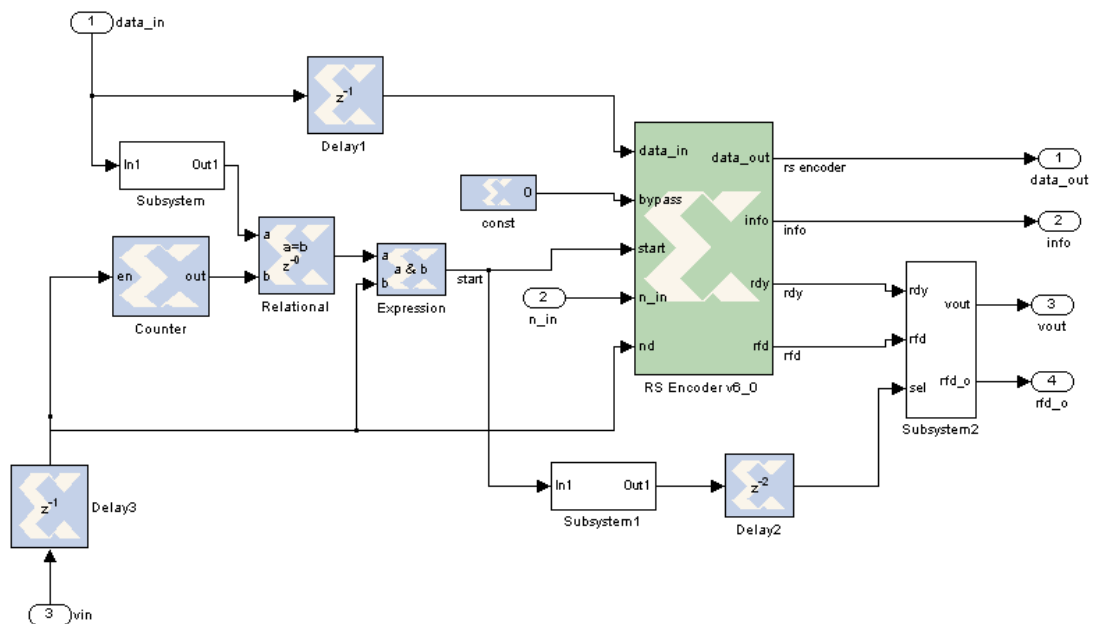 1
data_in
z-1
Delay1
In1 Out1
Subsystem
0
const
data_in data_out
bypass
info
start
n_in
rdy
nd
rfd
RS Encoder v6_0
rs encoder
info
rdy
rfd
1
data_out
2
info
a
a=b
z-0
b
Relational
a
a & b
b
Expression
start
en out
Counter
2
n_in
rdy
vout
rfd
rfd_o
sel
Subsystem2
3
vout
4
rfd_o
z-1
Delay3
In1 Out1
Subsystem1
z-2
Delay2
3
vin